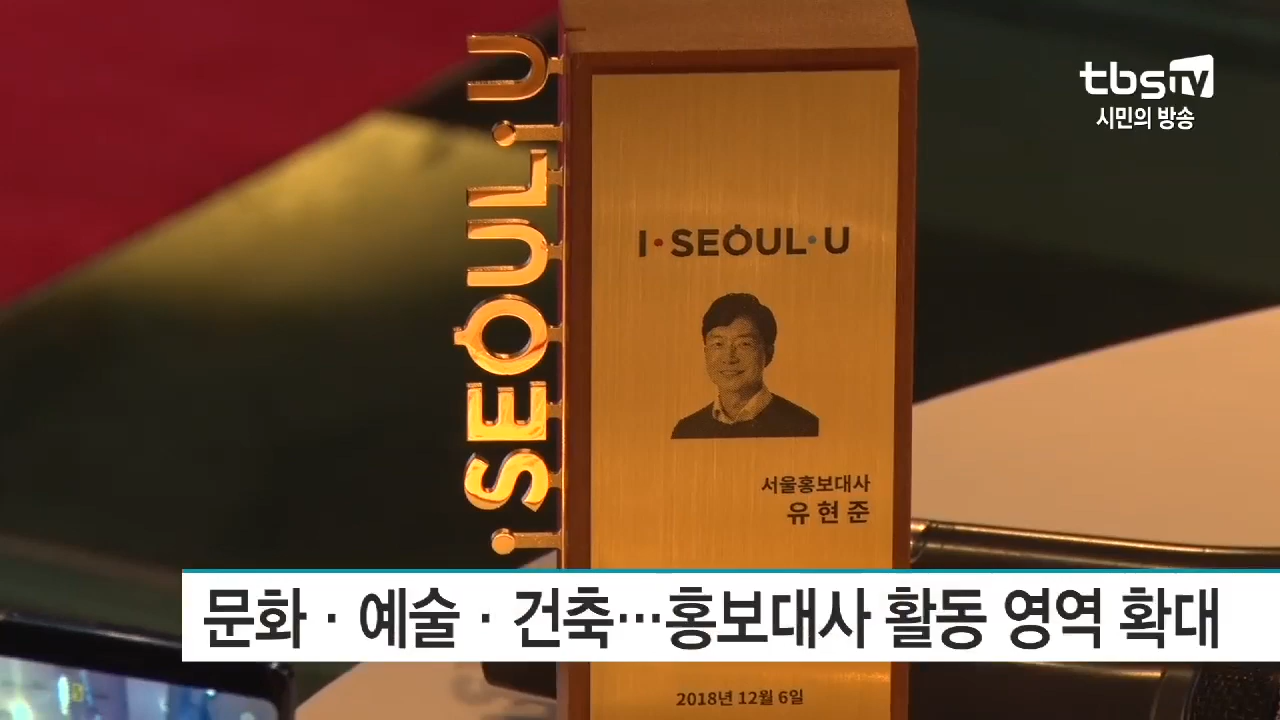 tbsTV
시민의 방송
I·SEOUL·U
I·SEOUL·U
서울홍보대사
유현준
문화·예술·건축…홍보대사 활동 영역 확대
2018년 12월 6일